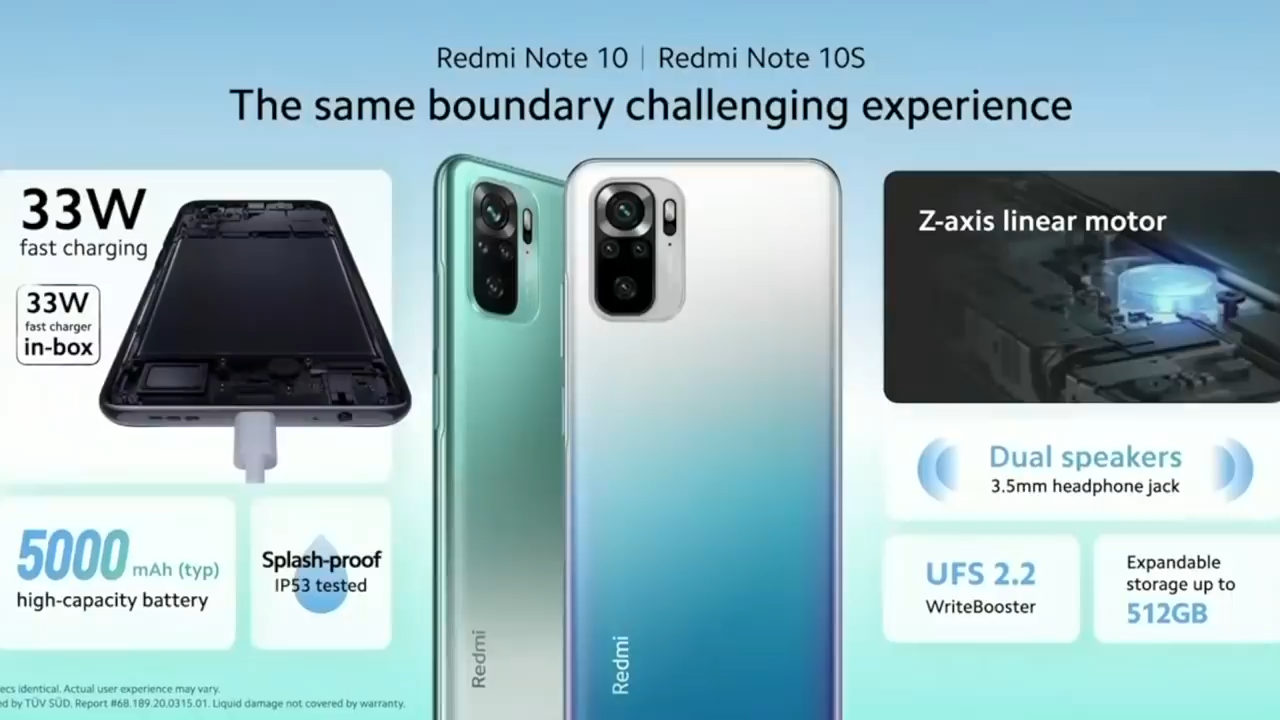 Redmi Note 10 | Redmi Note 10S
The same boundary challenging experience
33W
fast charging
33W
fast charger
in-box
5000 mAh (typ)
high-capacity battery
Splash-proof
IP53 tested
Redmi
Redmi
Z-axis linear motor
Dual speakers
3.5mm headphone jack
UFS 2.2
WriteBooster
Expandable
storage up to
512GB
identical. Actual user experience may vary.
by TÜV SÜD. Report #68.189.20.0315.01. Liquid damage not covered by warranty.